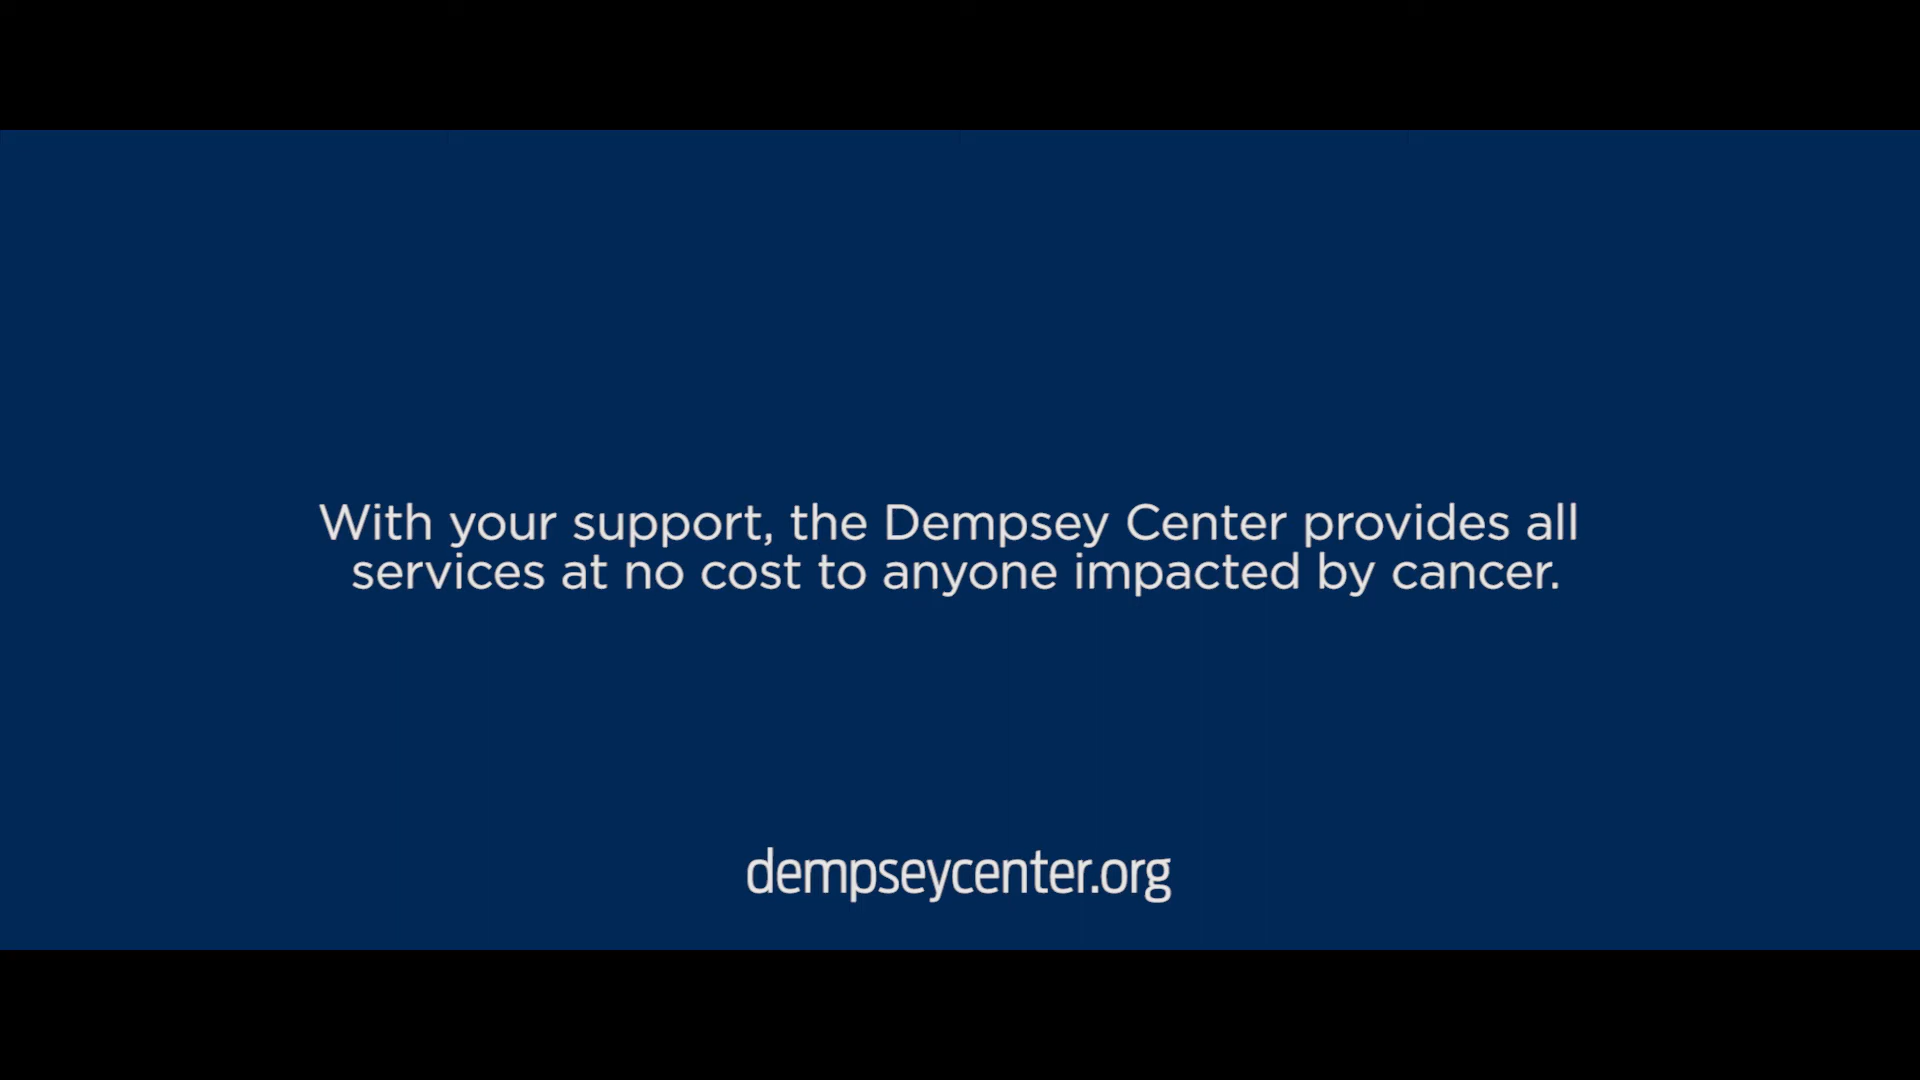 With your support, the Dempsey Center provides all
services at no cost to anyone impacted by cancer.
dempseycenter.org